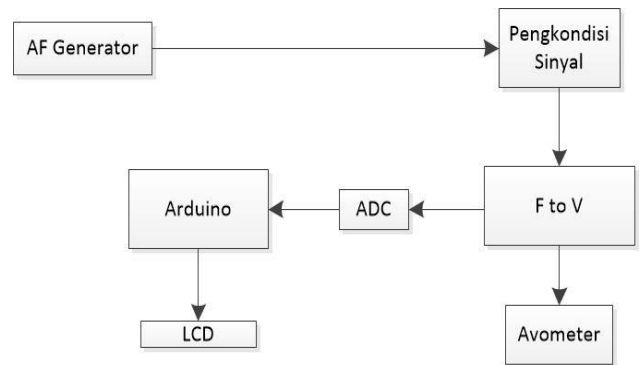 AF Generator
Pengkondisi
Sinyal
Arduino
ADC
F to V
LCD
Avometer